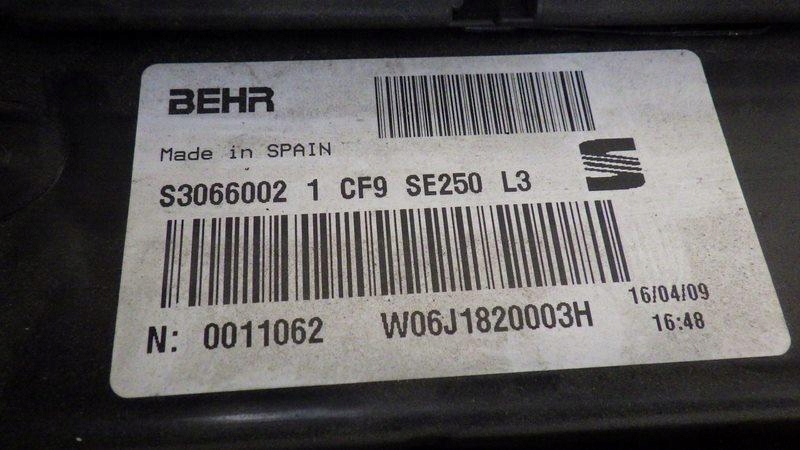 BEHR
Made in SPAIN
S3066002 1 CF9 SE250 L3
N: 0011062 W06J1820003H
16/04/09
16:48